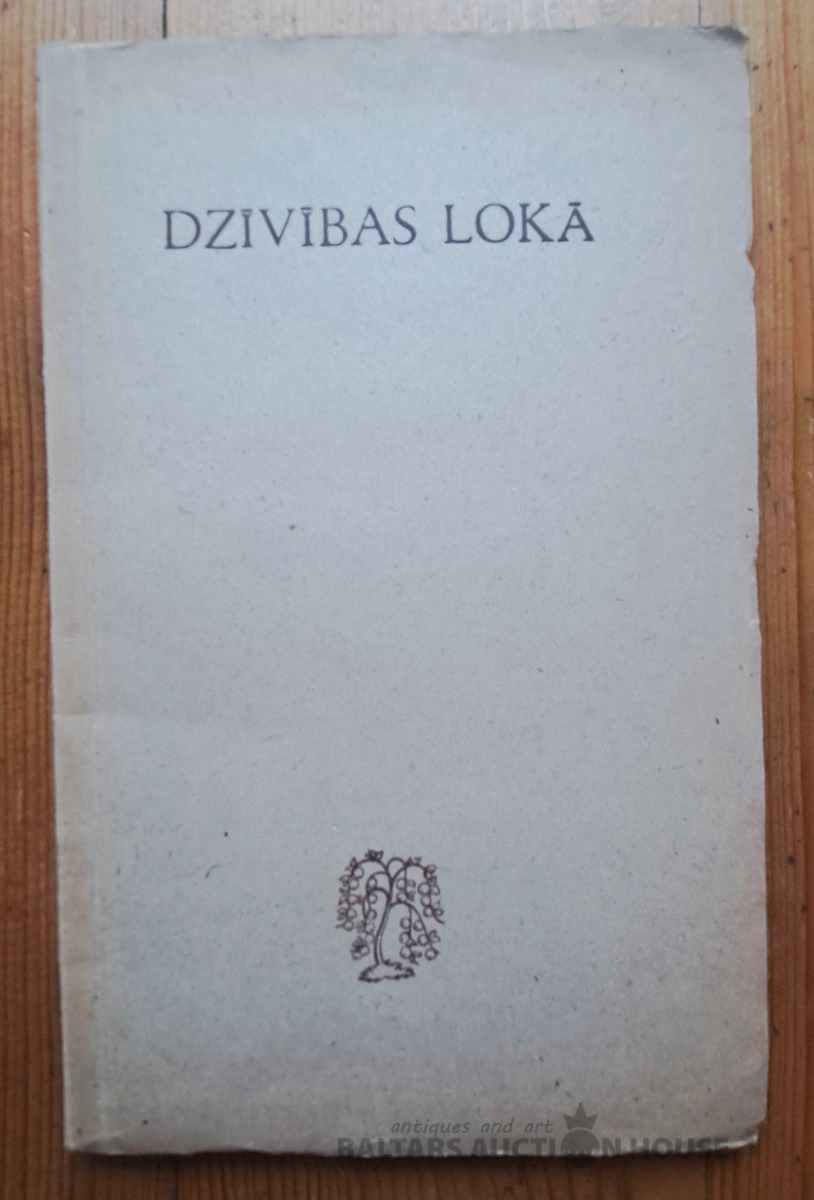 DZĪVĪBAS LOKĀ
antiques and art
BALTARS AUCTION HOUSE